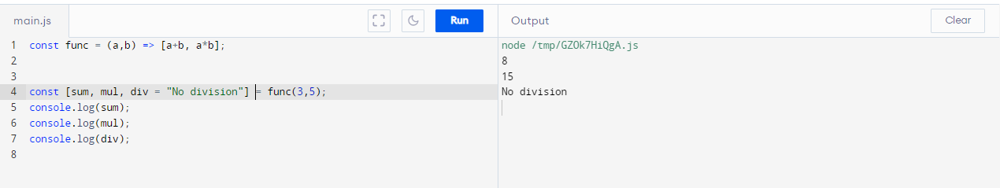 main.js
Run
Output
Clear
1 const func = (a,b) => [a+b, a*b];
2
3
4 const [sum, mul, div = "No division"] = func(3,5);
5 console.log(sum);
6 console.log(mul);
7 console.log(div);
8
node /tmp/GZOk7HiQgA.js
8
15
No division